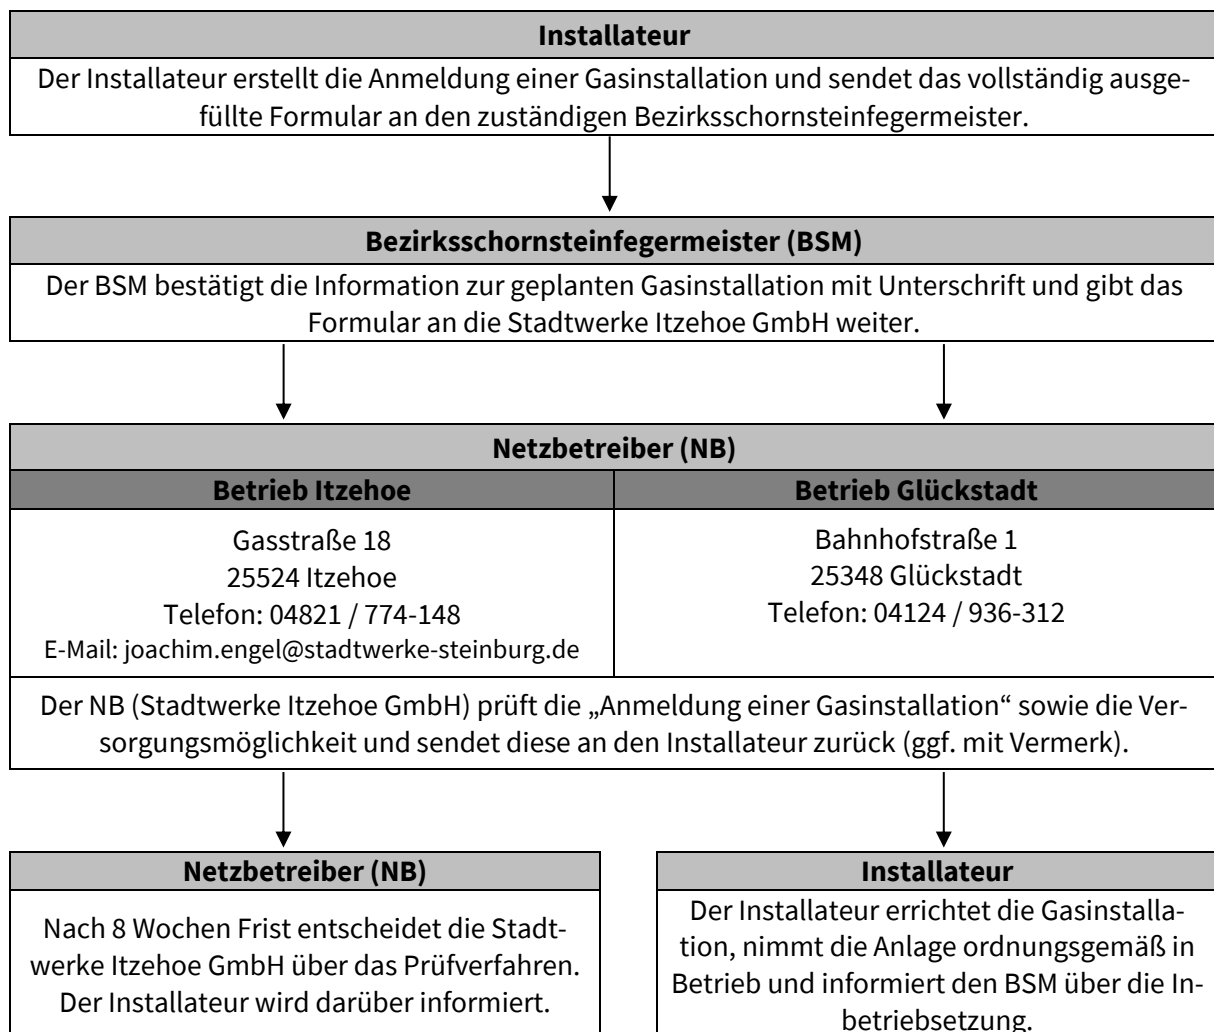 Installateur
Der Installateur erstellt die Anmeldung einer Gasinstallation und sendet das vollständig ausge-
füllte Formular an den zuständigen Bezirksschornsteinfegermeister.
Bezirksschornsteinfegermeister (BSM)
Der BSM bestätigt die Information zur geplanten Gasinstallation mit Unterschrift und gibt das
Formular an die Stadtwerke Itzehoe GmbH weiter.
Netzbetreiber (NB)
Betrieb Itzehoe
Gasstraße 18
25524 Itzehoe
Telefon: 04821 / 774-148
E-Mail: joachim.engel@stadtwerke-steinburg.de
Betrieb Glückstadt
Bahnhofstraße 1
25348 Glückstadt
Telefon: 04124 / 936-312
Der NB (Stadtwerke Itzehoe GmbH) prüft die „Anmeldung einer Gasinstallation“ sowie die Ver-
sorgungsmöglichkeit und sendet diese an den Installateur zurück (ggf. mit Vermerk).
Netzbetreiber (NB)
Nach 8 Wochen Frist entscheidet die Stadt-
werke Itzehoe GmbH über das Prüfverfahren.
Der Installateur wird darüber informiert.
Installateur
Der Installateur errichtet die Gasinstalla-
tion, nimmt die Anlage ordnungsgemäß in
Betrieb und informiert den BSM über die In-
betriebsetzung.